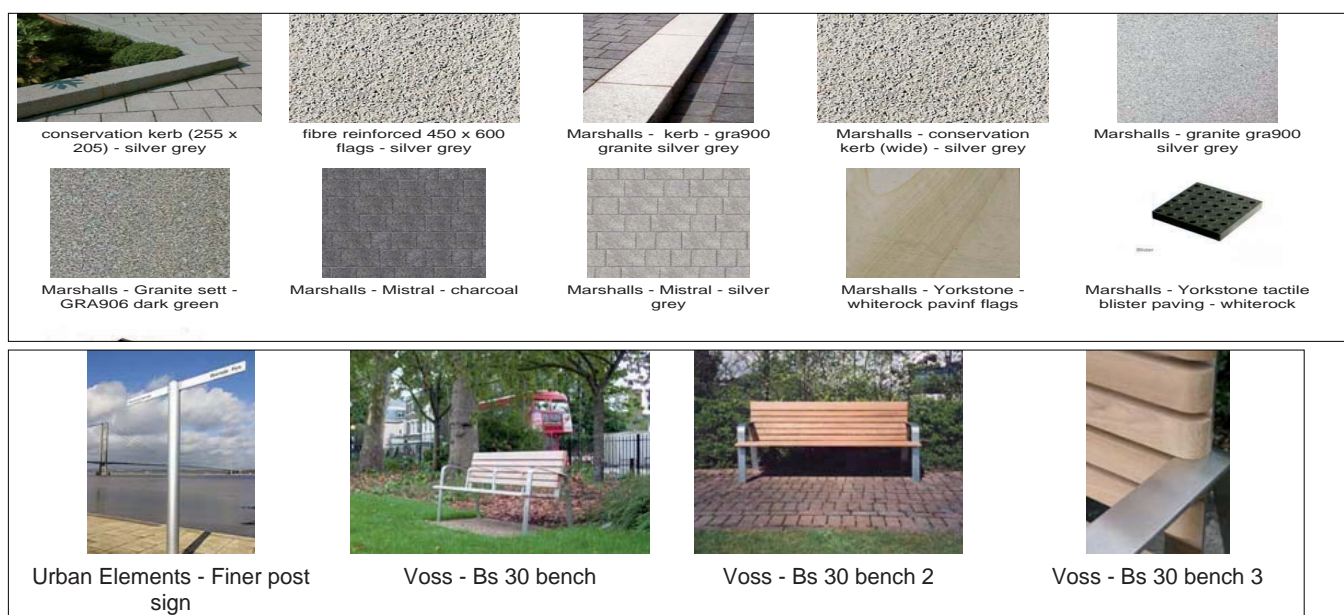 conservation kerb (255 x
205) - silver grey
fibre reinforced 450 x 600
flags - silver grey
Marshalls - kerb - gra900
granite silver grey
Marshalls - conservation
kerb (wide) - silver grey
Marshalls - granite gra900
silver grey
Marshalls - Granite sett -
GRA906 dark green
Marshalls - Mistral - charcoal
Marshalls - Mistral - silver
grey
Marshalls - Yorkstone -
whiterock pavinf flags
Blister
Marshalls - Yorkstone tactile
blister paving - whiterock
Urban Elements - Finer post
sign
Voss - Bs 30 bench
Voss - Bs 30 bench 2
Voss - Bs 30 bench 3